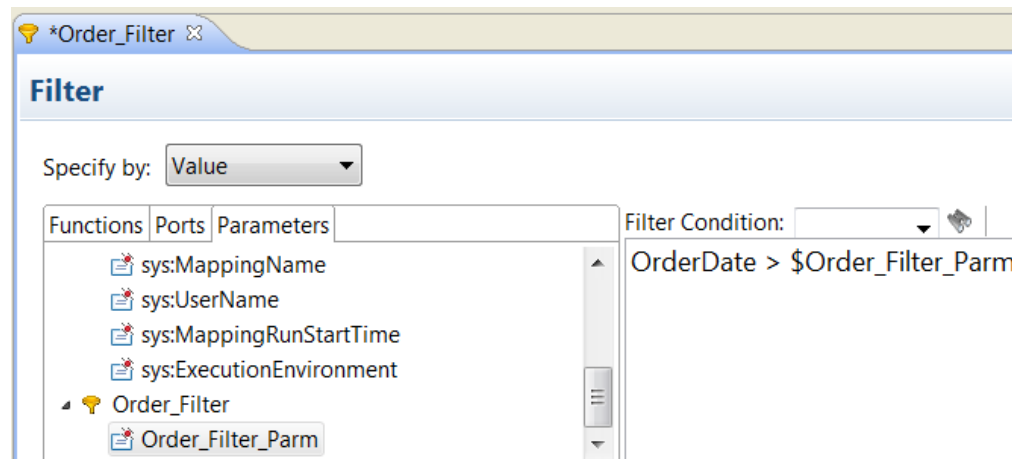 *Order_Filter
Filter
Specify by: Value
Functions Ports Parameters
sys:MappingName
sys:UserName
sys:MappingRunStartTime
sys:ExecutionEnvironment
Order_Filter
Order_Filter_Parm
Filter Condition:
OrderDate > $Order_Filter_Parm